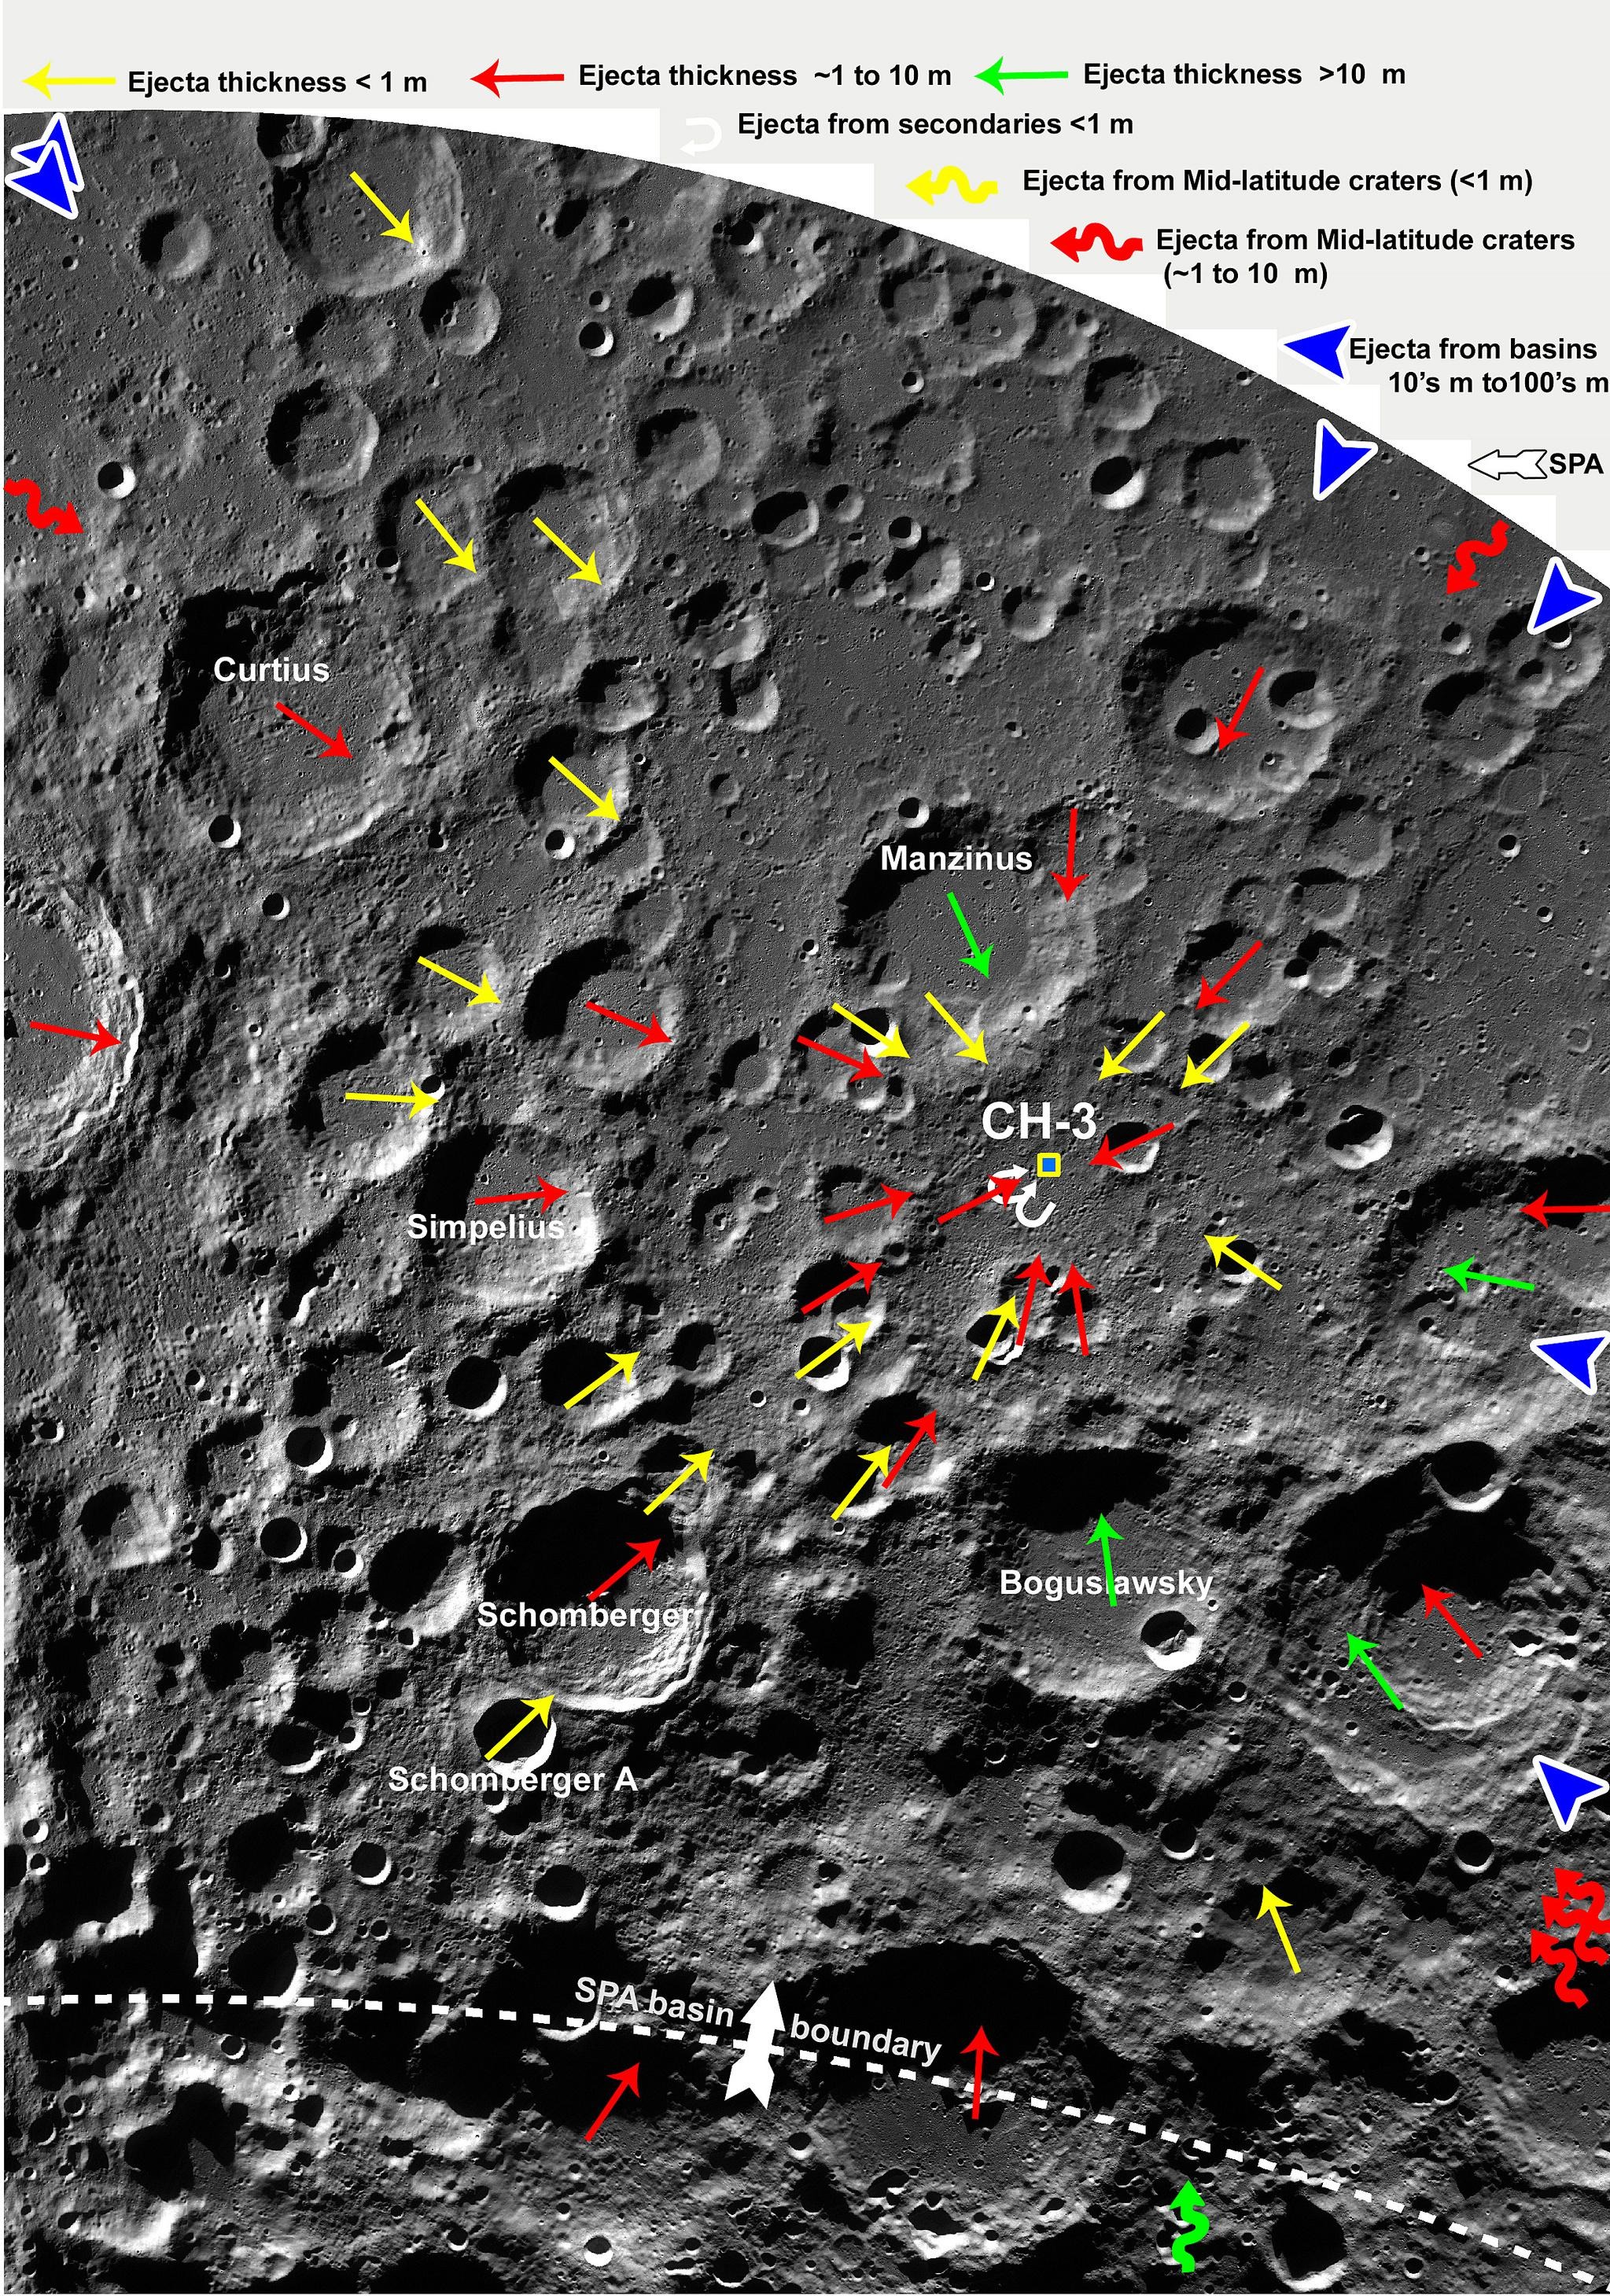 Ejecta thickness < 1 m
Ejecta thickness ~1 to 10 m
Ejecta thickness >10 m
Ejecta from secondaries <1 m
Ejecta from Mid-latitude craters (<1 m)
Ejecta from Mid-latitude craters
(~1 to 10 m)
Ejecta from basins
10's m to100's m
SPA
Curtius
Manzinus
CH-3
Simpelius
Boguslawsky
Schomberger
Schomberger A
SPA basin boundary